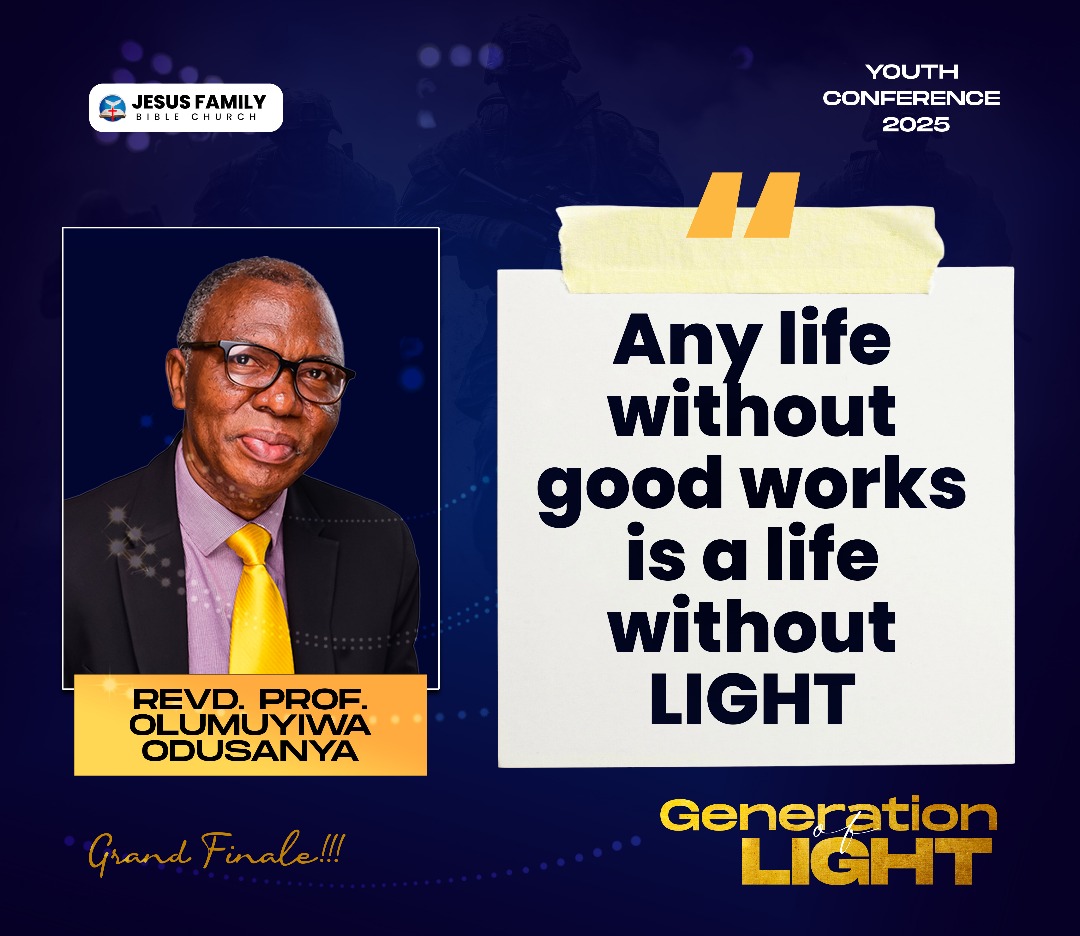 JESUS FAMILY
BIBLE CHURCH
YOUTH
CONFERENCE
2025
Any life
without
good works
is a life
without
LIGHT
REVD. PROF.
OLUMUYIWA
ODUSANYA
Grand Finale!!!
Generation
of
LIGHT